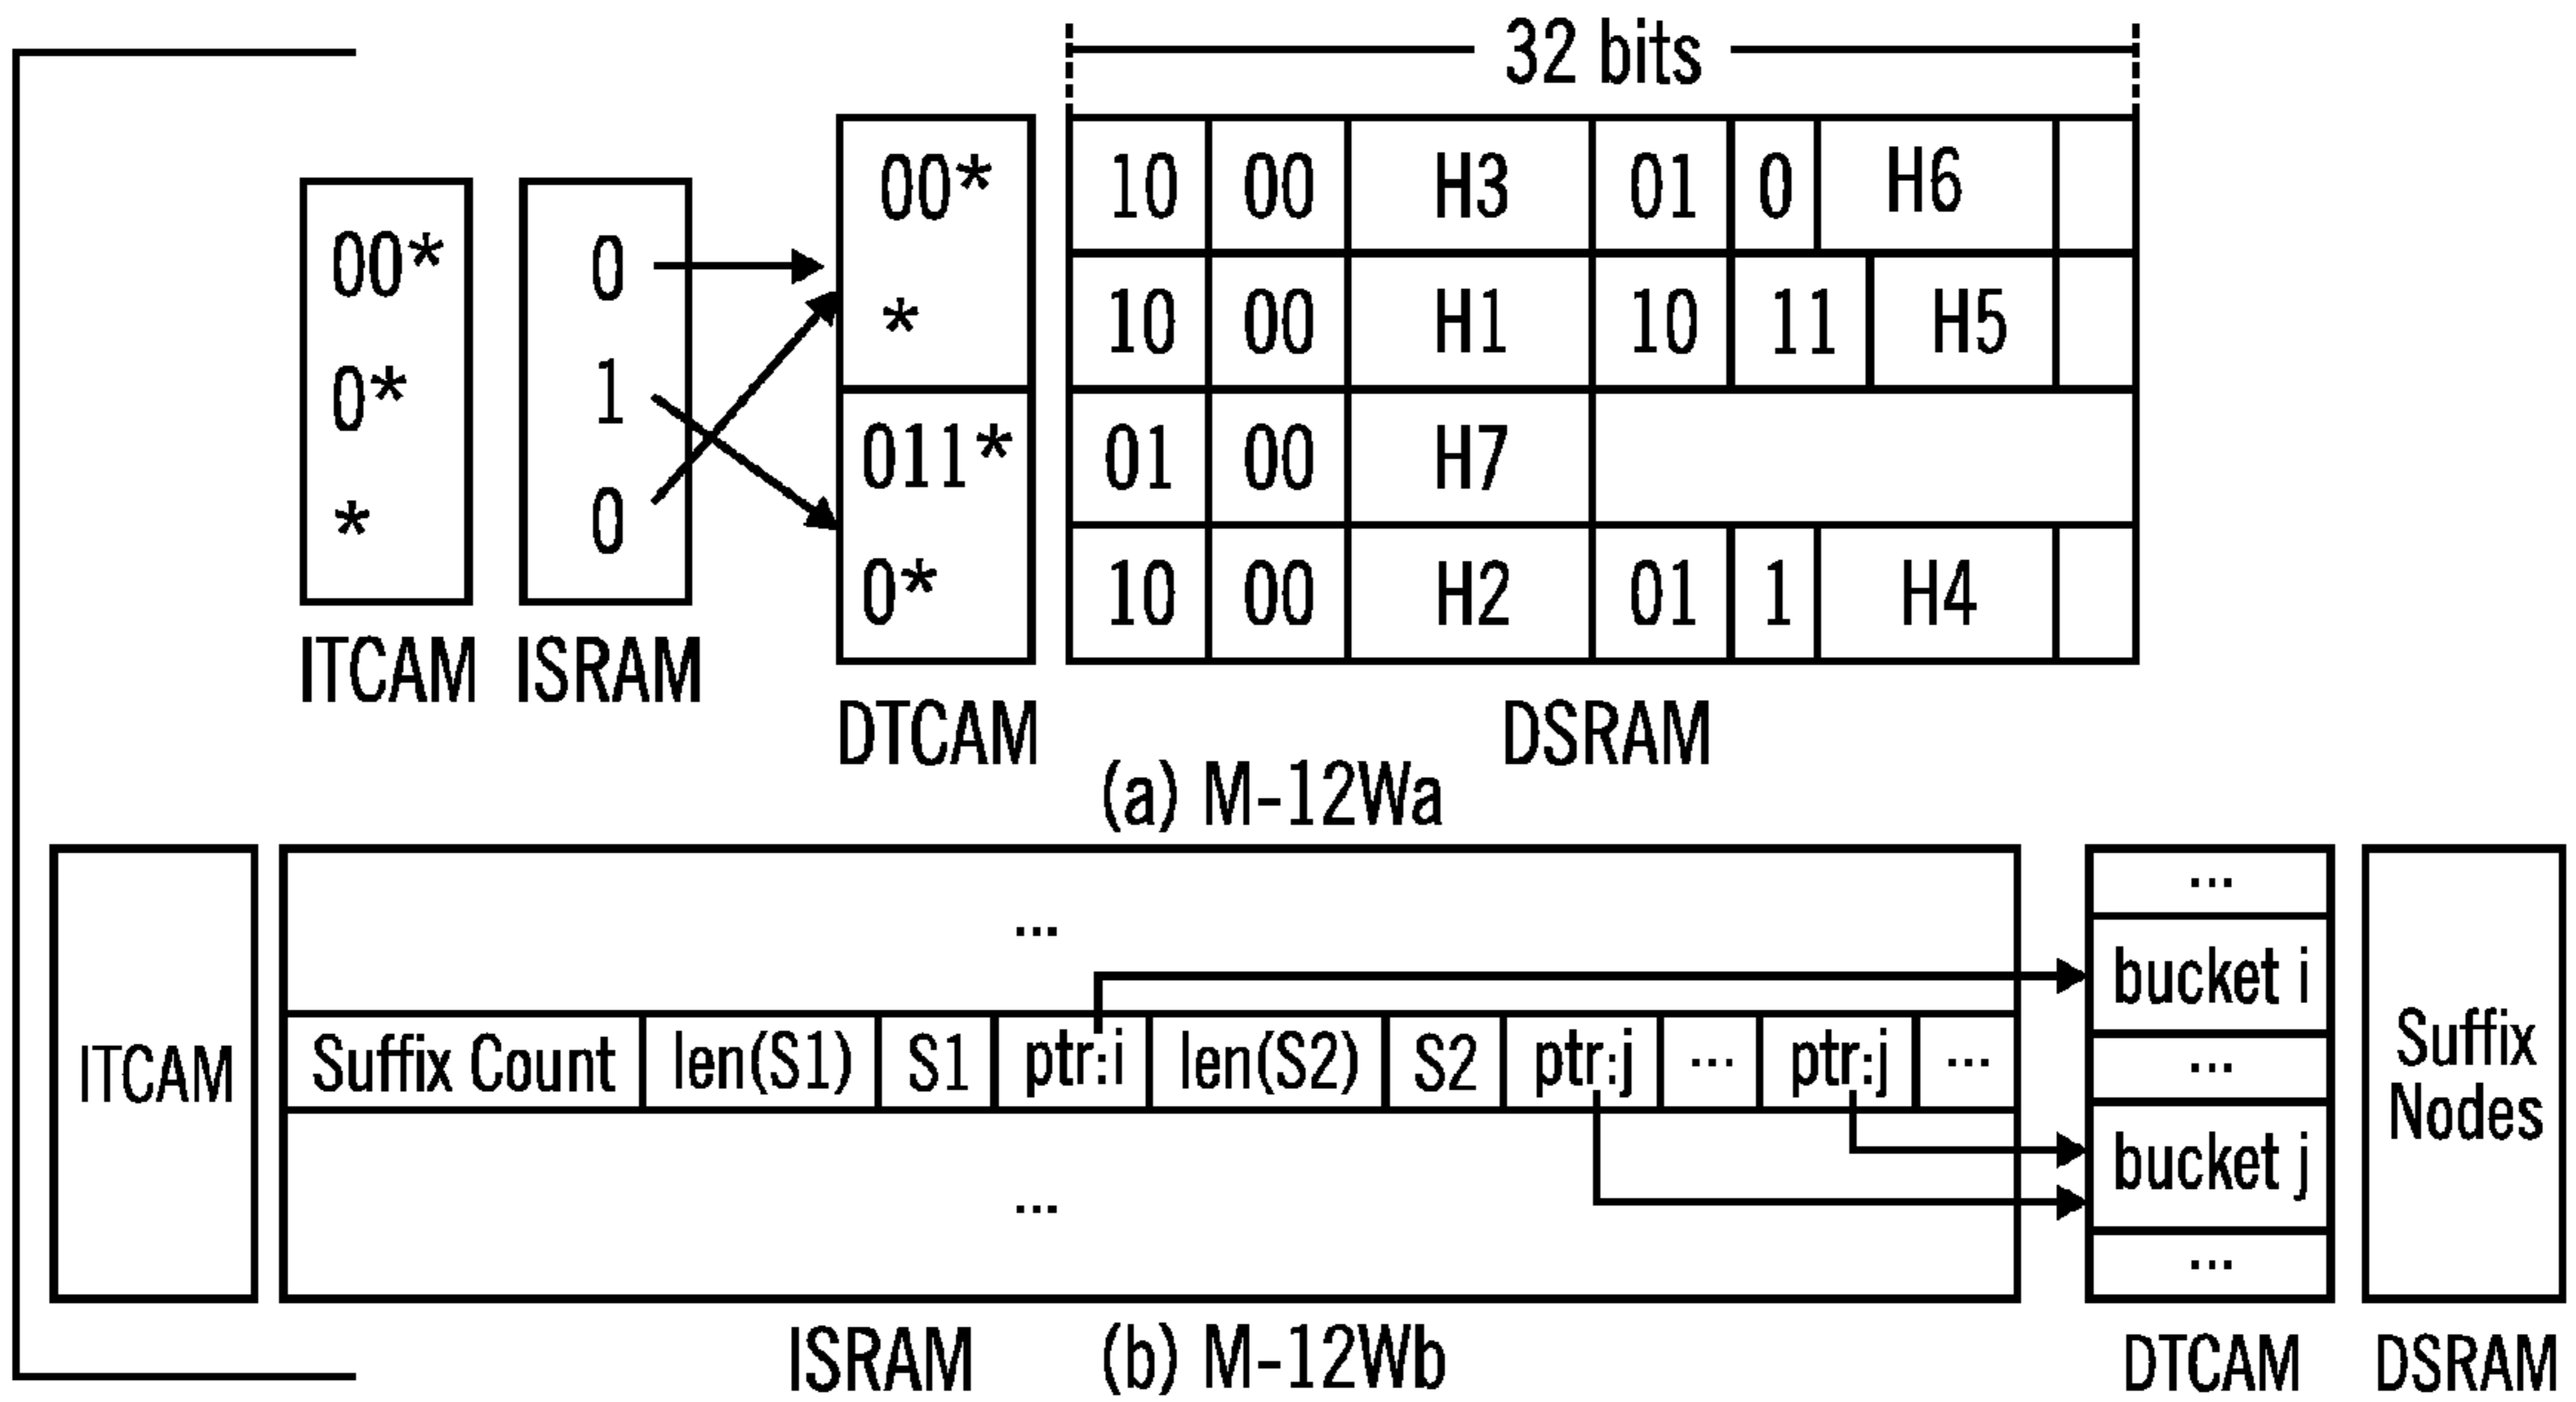 32 bits
00* 10 00 H3 01 0 H6
00* 0
* 10 00 H1 10 11 H5
0* 1
011* 01 00 H7
* 0
0* 10 00 H2 01 1 H4
ITCAM ISRAM
DTCAM DSRAM
(a) M-12Wa
...
...
bucket i
ITCAM Suffix Count len(S1) S1 ptr:i len(S2) S2 ptr:j ... ptr:j ... ... Suffix
Nodes
bucket j
...
...
ISRAM (b) M-12Wb DTCAM DSRAM